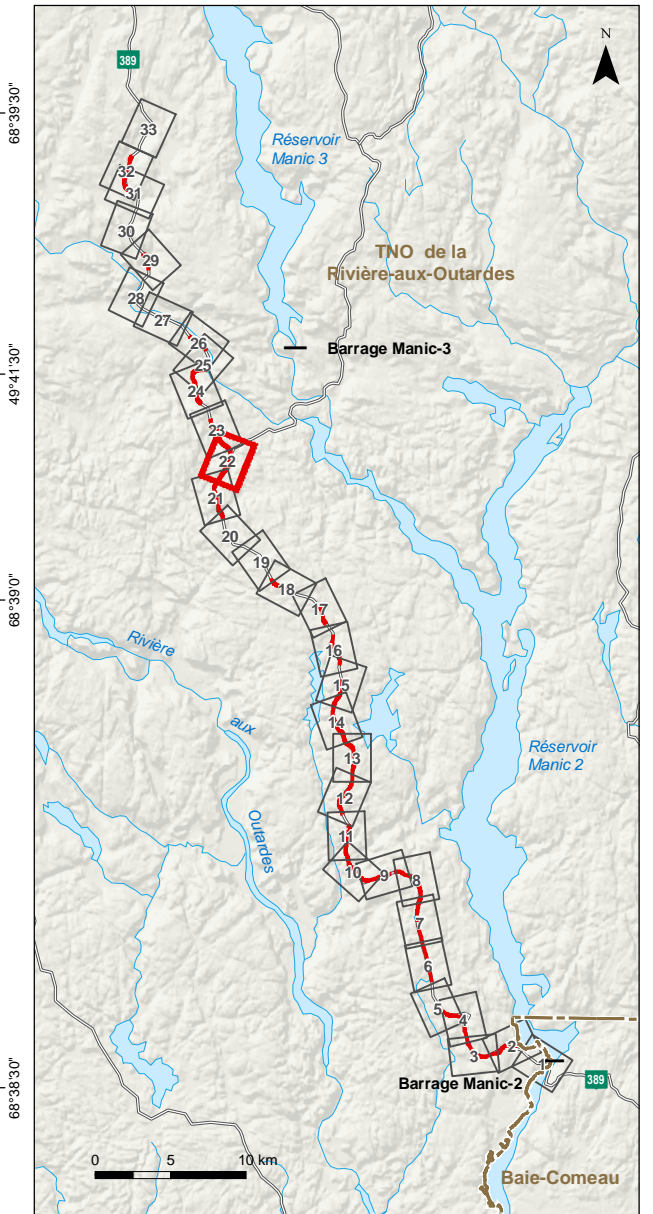 N
389
68°39'30"
33
Réservoir
Manic 3
32
31
TNO de la
Rivière-aux-Outardes
30
29
28
27
26
Barrage Manic-3
25
49°41'30"
24
23
22
21
20
19
18
68°39'0"
17
Rivière
16
15
aux
14
Réservoir
Manic 2
13
12
Outardes
11
10
9
8
7
6
5
4
2
3
1
Barrage Manic-2
389
68°38'30"
0 5 10 km
Baie-Comeau